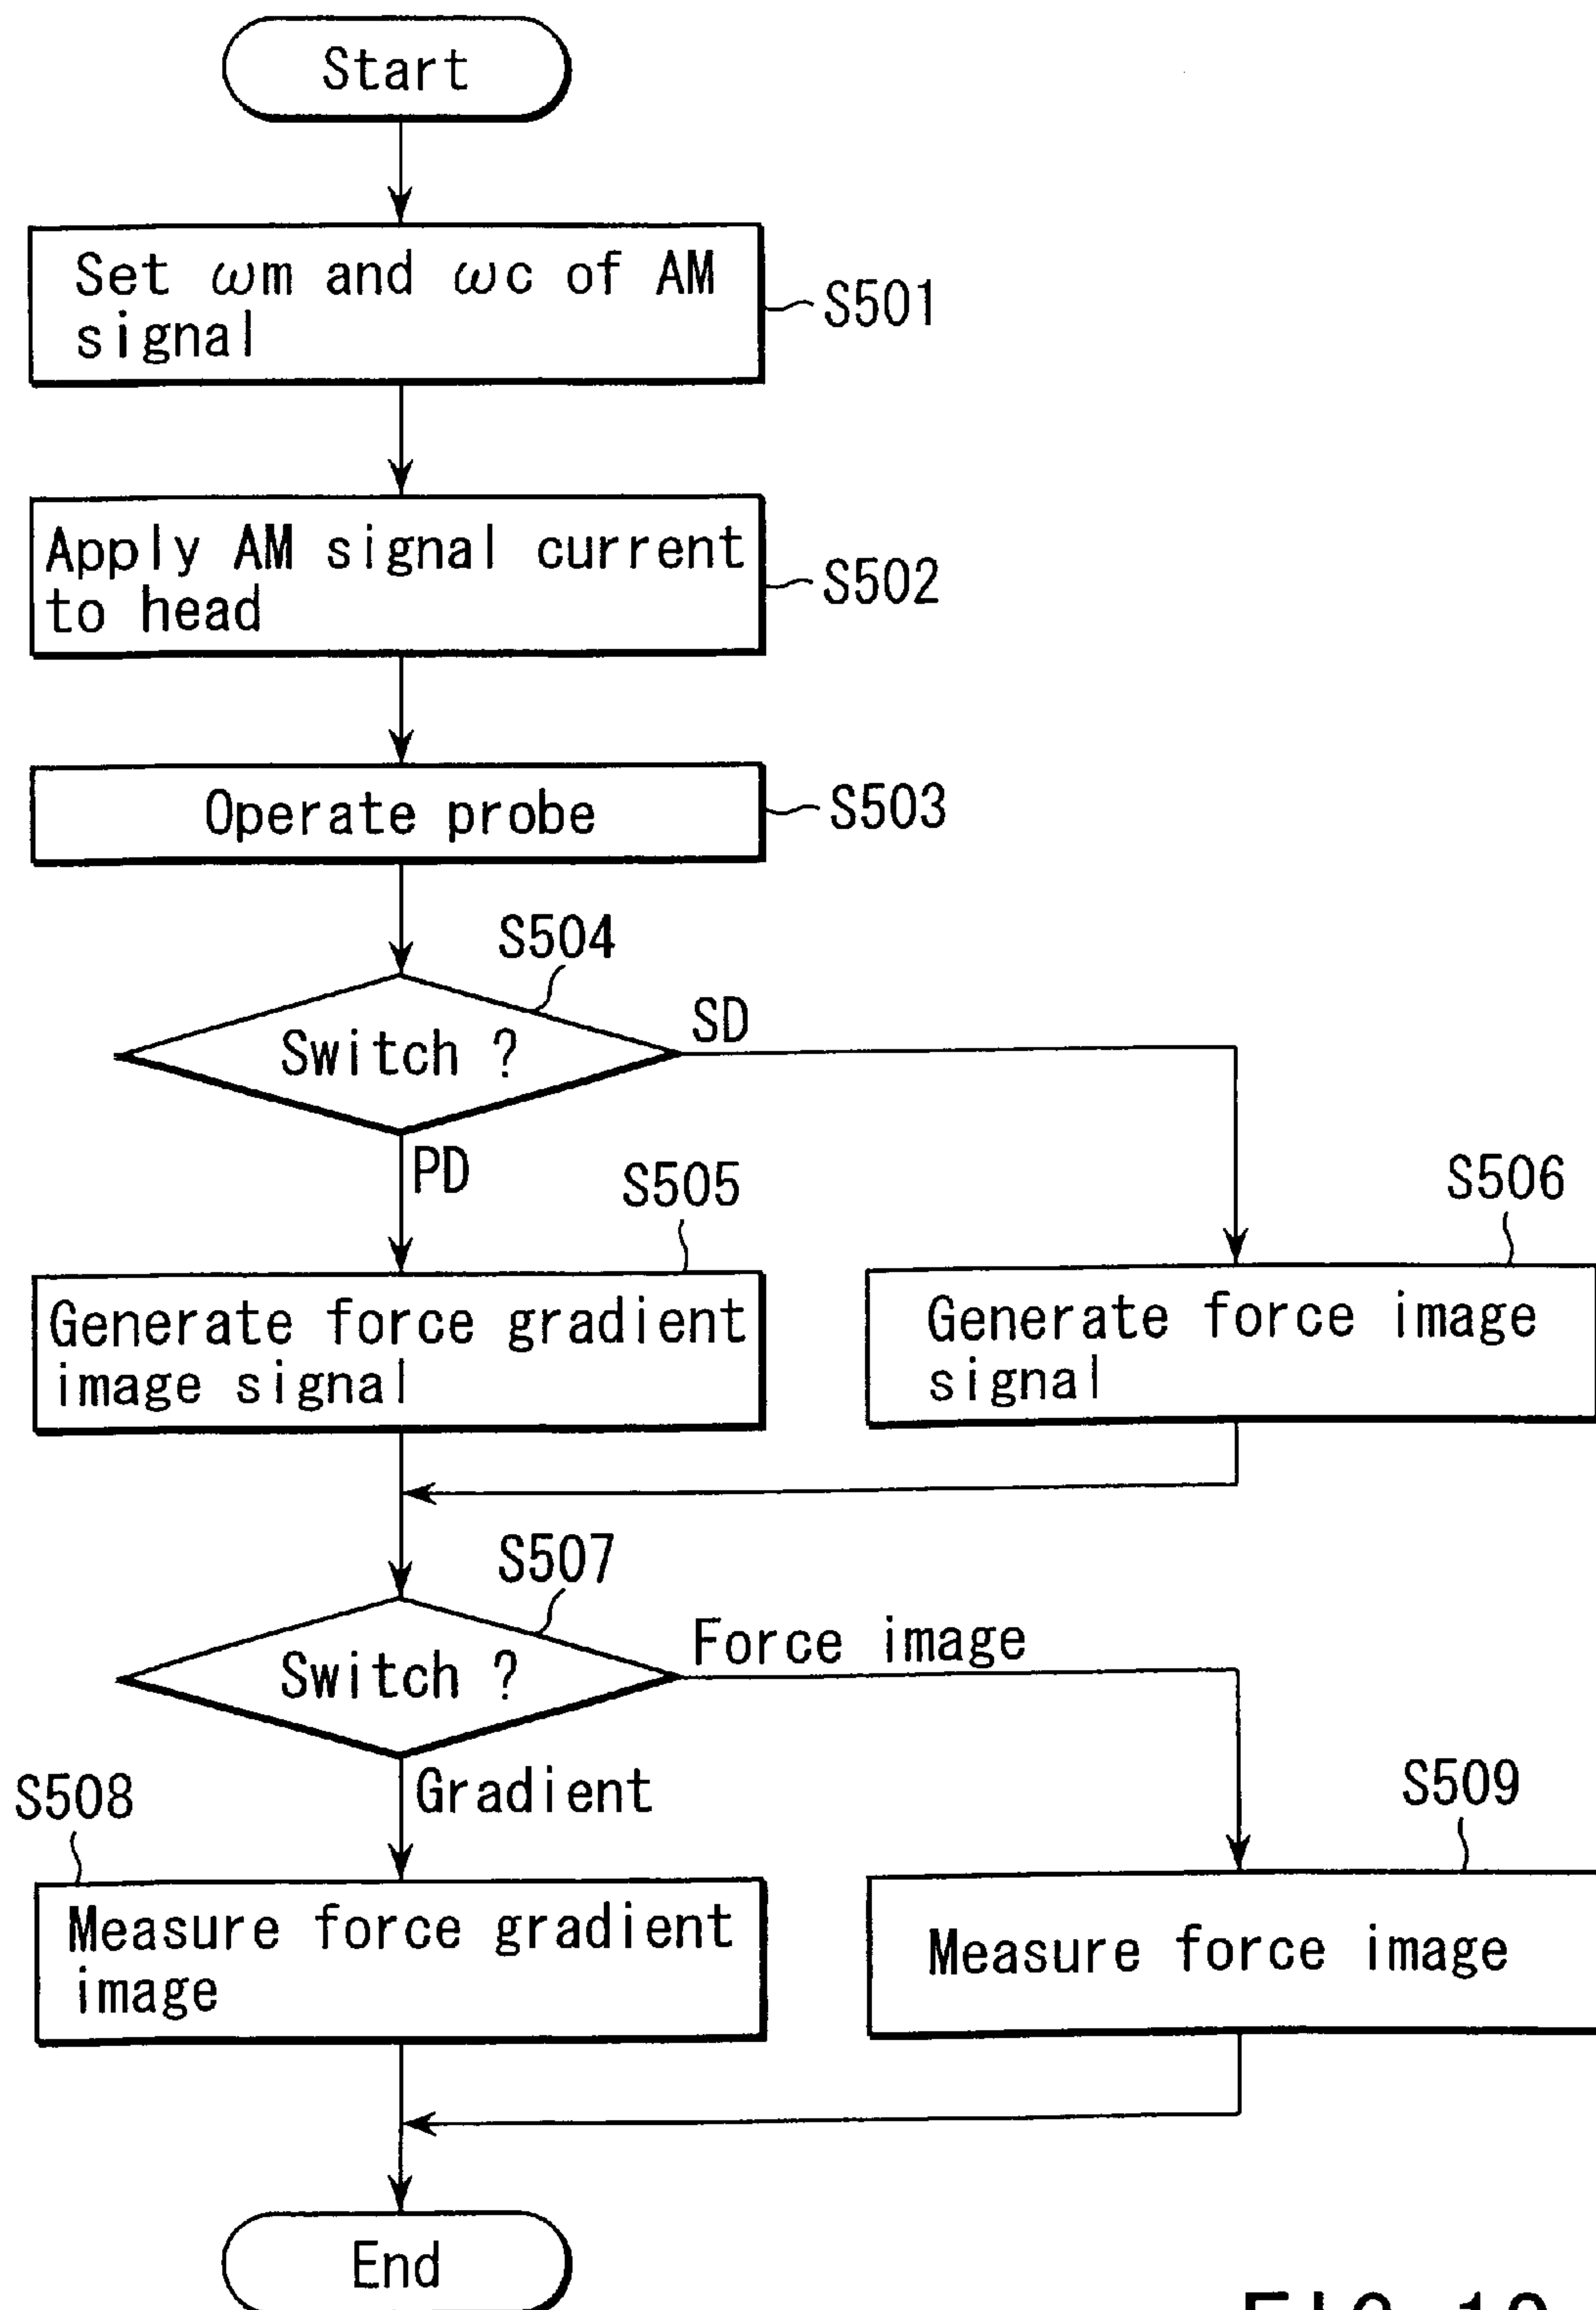 Start
Set ωm and ωc of AM
signal
S501
Apply AM signal current
to head
S502
Operate probe
S503
S504
Switch ?
SD
PD
S505
S506
Generate force gradient
image signal
Generate force image
signal
S507
Switch ?
Force image
Gradient
S508
S509
Measure force gradient
image
Measure force image
End